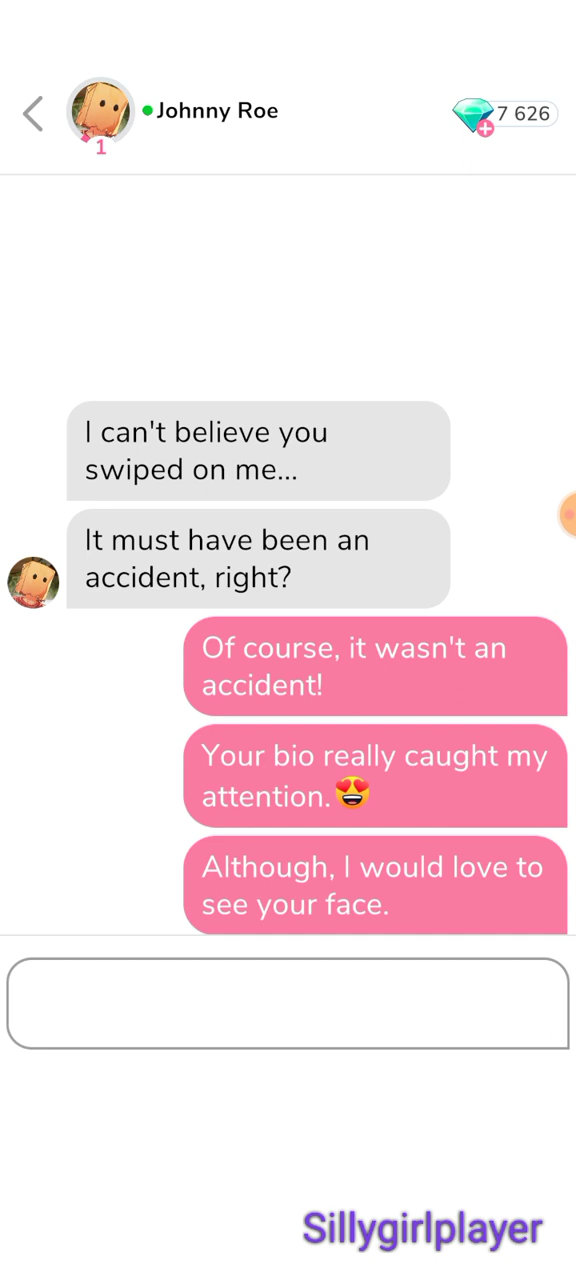 Johnny Roe
7 626
1
I can't believe you
swiped on me...
It must have been an
accident, right?
Of course, it wasn't an
accident!
Your bio really caught my
attention.😍
Although, I would love to
see your face.
Sillygirlplayer